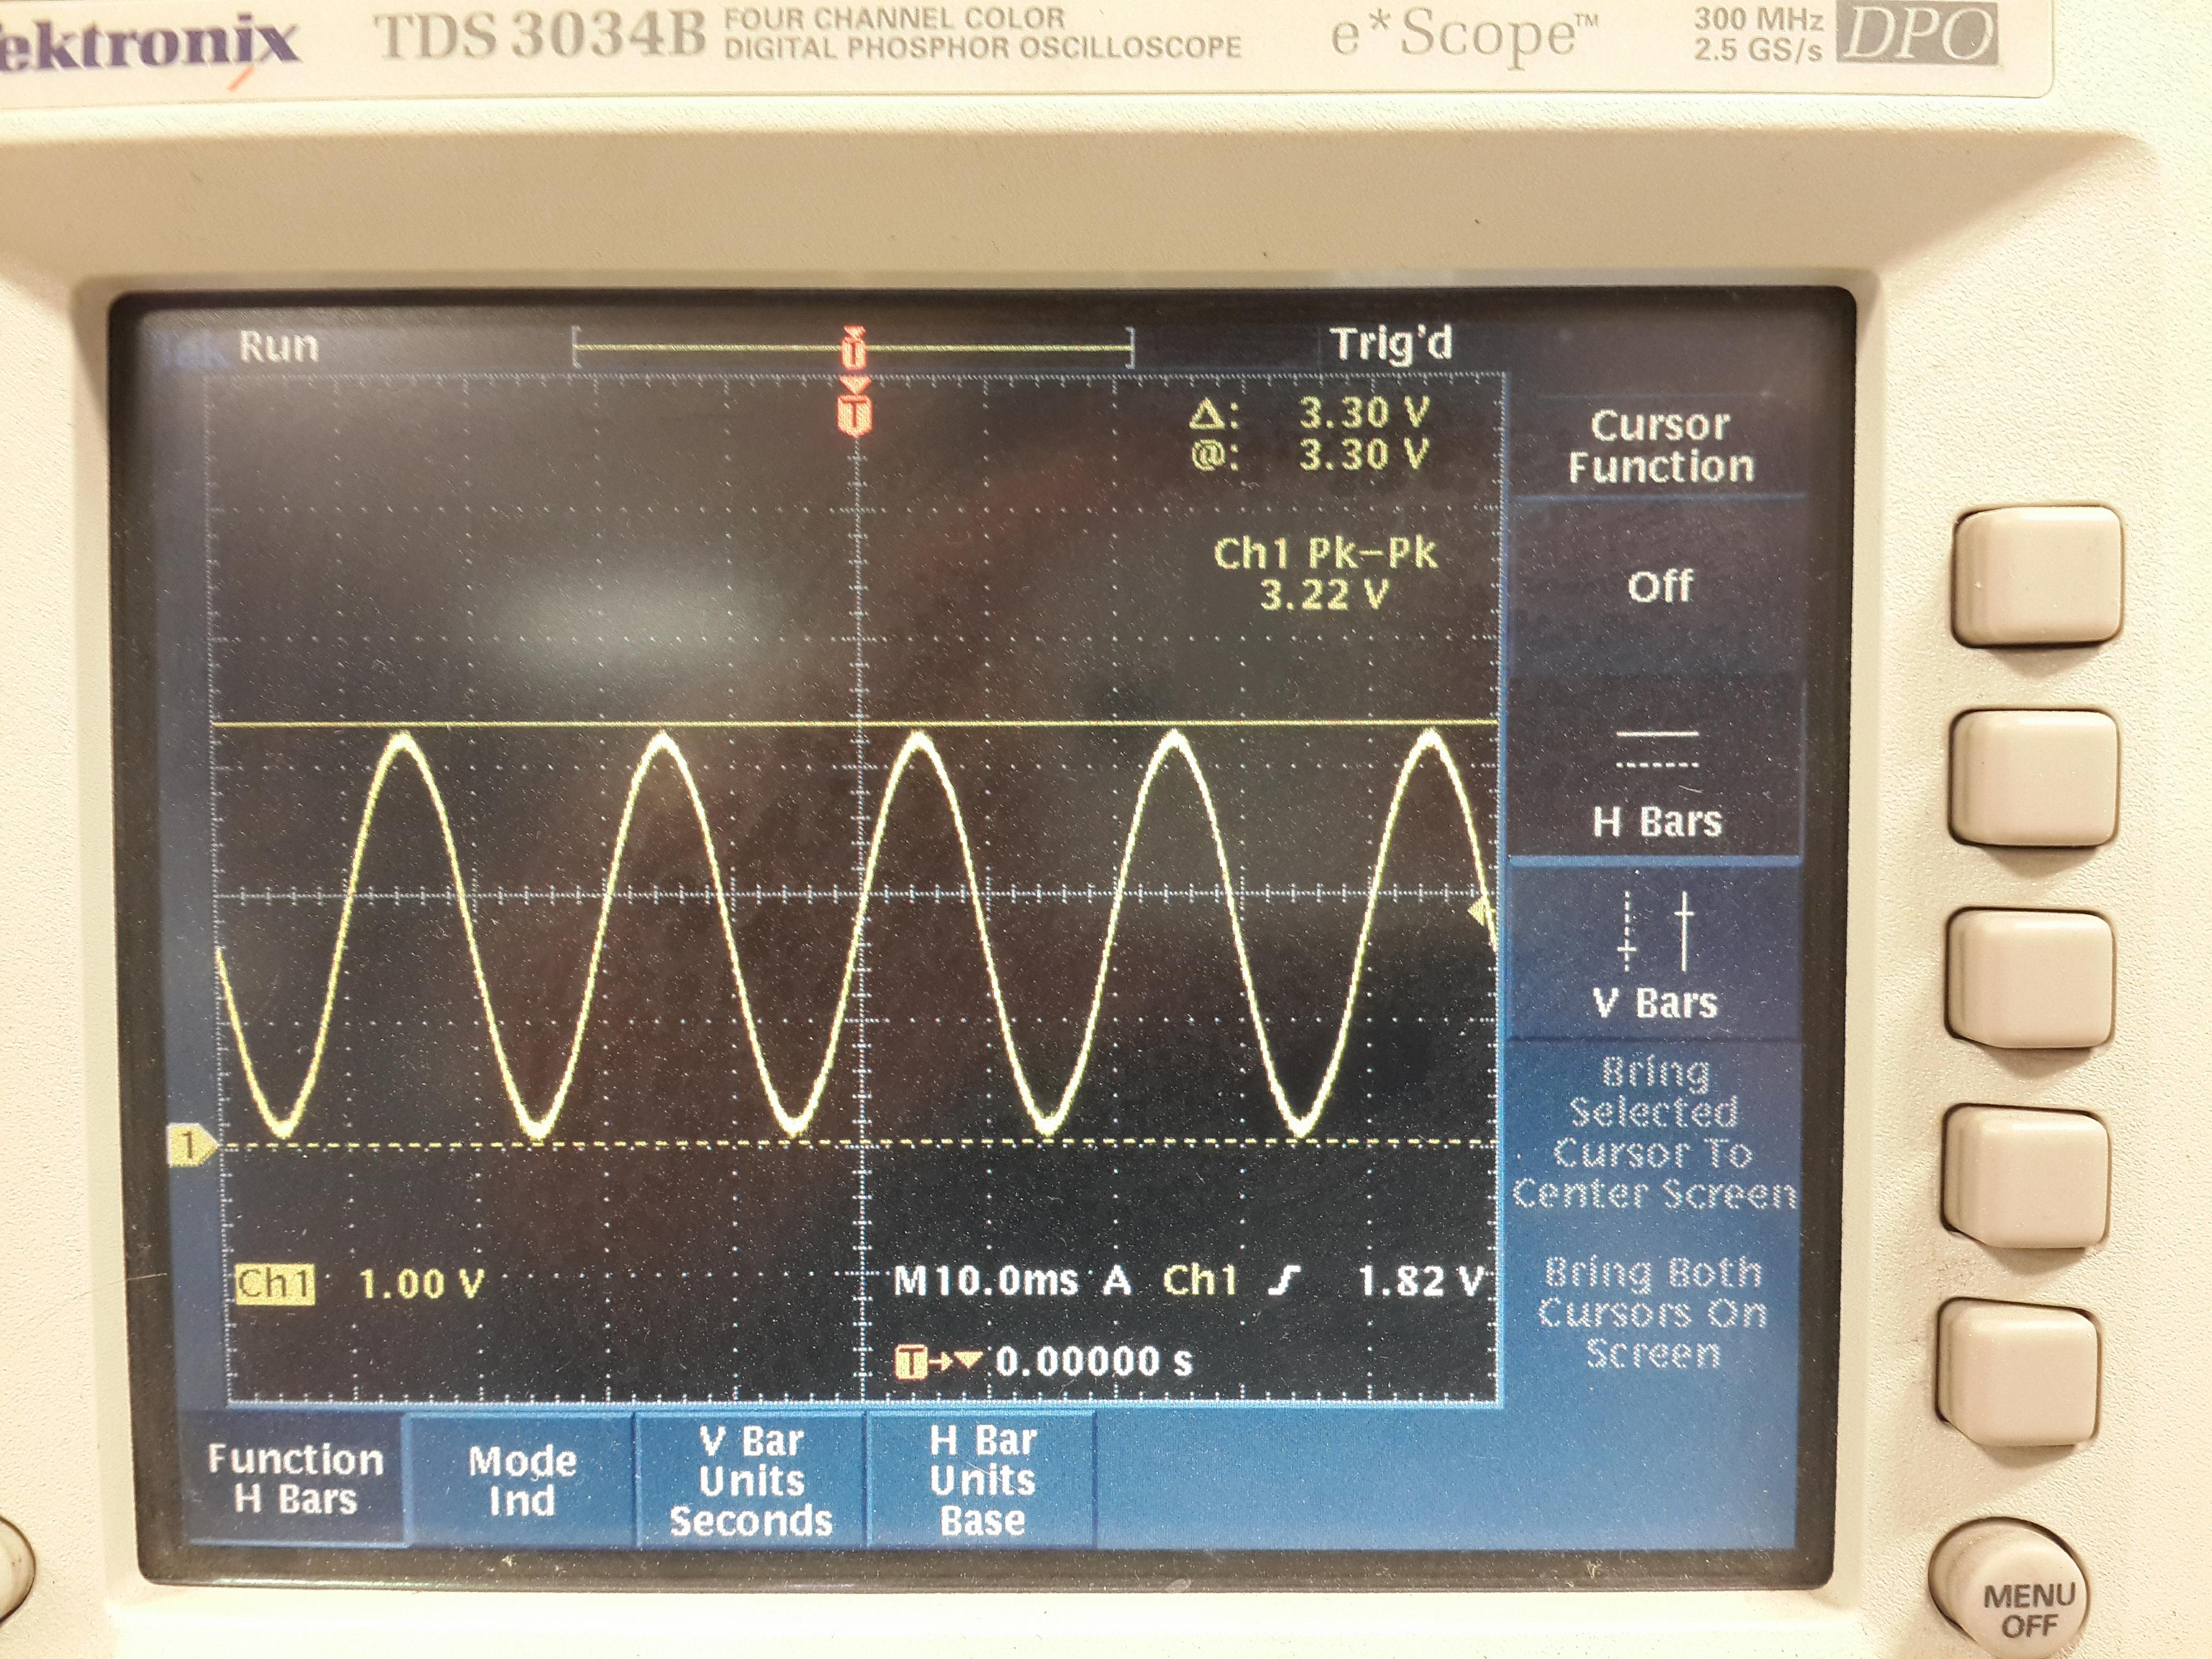 ektronix TDS 3034B FOUR CHANNEL COLOR
DIGITAL PHOSPHOR OSCILLOSCOPE
e*Scope™
300 MHz
2.5 GS/s
DPO
Tek Run
Trig'd
T
T
Δ: 3.30 V
@: 3.30 V
Ch1 Pk-Pk
3.22 V
1
Ch1 1.00 V
M 10.0ms A Ch1 1.82 V
T→▼ 0.00000 s
Cursor
Function
Off
H Bars
V Bars
Bring
Selected
Cursor To
Center Screen
Bring Both
Cursors On
Screen
Function
H Bars
Mode
Ind
V Bar
Units
Seconds
H Bar
Units
Base
MENU
OFF